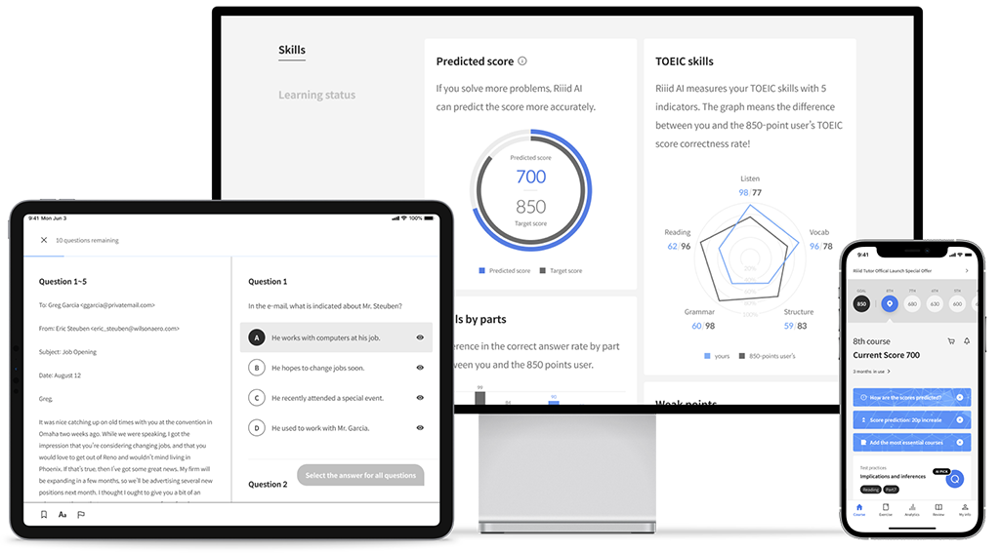 Skills
Learning status
Predicted score
If you solve more problems, Riiid AI
can predict the score more accurately.
Predicted score
700
850
Target score
Predicted score
Target score
TOEIC skills
Riiid AI measures your TOEIC skills with 5
indicators. The graph means the difference
between you and the 850-point user's TOEIC
score correctness rate!
Listen
98/77
Reading
62/96
Vocab
96/78
20%
40%
60%
80%
100%
Grammar
60/98
Structure
59/83
yours
850-points user's
ls by parts
erence in the correct answer rate by part
ween you and the 850 points user.
99
90
Weak points
9:41 Mon Jun 3
100%
10 questions remaining
Question 1~5
To: Greg Garcia <ggarcia@privatemail.com>
From: Eric Steuben <eric_steuben@wilsonaero.com>
Subject: Job Opening
Date: August 12
Greg,
It was nice catching up on old times with you at the convention in
Omaha two weeks ago. While we were speaking, I got the
impression that you're considering changing jobs, and that you
would love to get out of Reno and wouldn't mind living in
Phoenix. If that's true, then I've got some great news. My firm will
be expanding in a few months, so we'll be advertising several new
positions next month. I thought I ought to give you a bit of an
Question 1
In the e-mail, what is indicated about Mr. Steuben?
A He works with computers at his job.
B He hopes to change jobs soon.
C He recently attended a special event.
D He used to work with Mr. Garcia.
Question 2
Select the answer for all questions
Aa
9:41
Riiid Tutor Offical Launch Special Offer
850
680
630
600
8th course
Current Score 700
3 months in use
How are the scores predicted?
Score prediction: 20p increase
Add the most essential courses
Test practices
Implications and inferences
Reading
Part7
AI PICK
Course
Exercise
Analytics
Review
My info